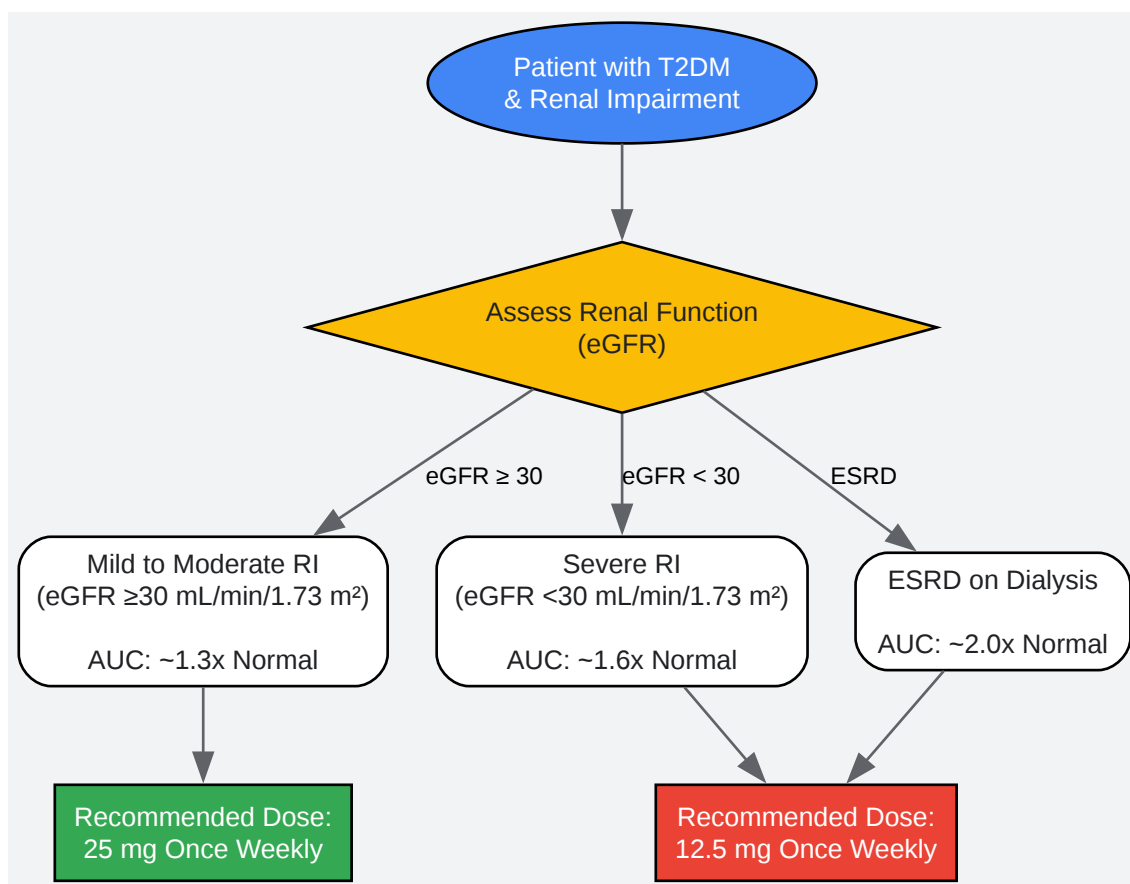 Patient with T2DM
& Renal Impairment
Assess Renal Function
(eGFR)
eGFR ≥ 30
eGFR < 30
ESRD
Mild to Moderate RI
(eGFR ≥30 mL/min/1.73 m²)
AUC: ~1.3x Normal
Severe RI
(eGFR <30 mL/min/1.73 m²)
AUC: ~1.6x Normal
ESRD on Dialysis
AUC: ~2.0x Normal
Recommended Dose:
25 mg Once Weekly
Recommended Dose:
12.5 mg Once Weekly